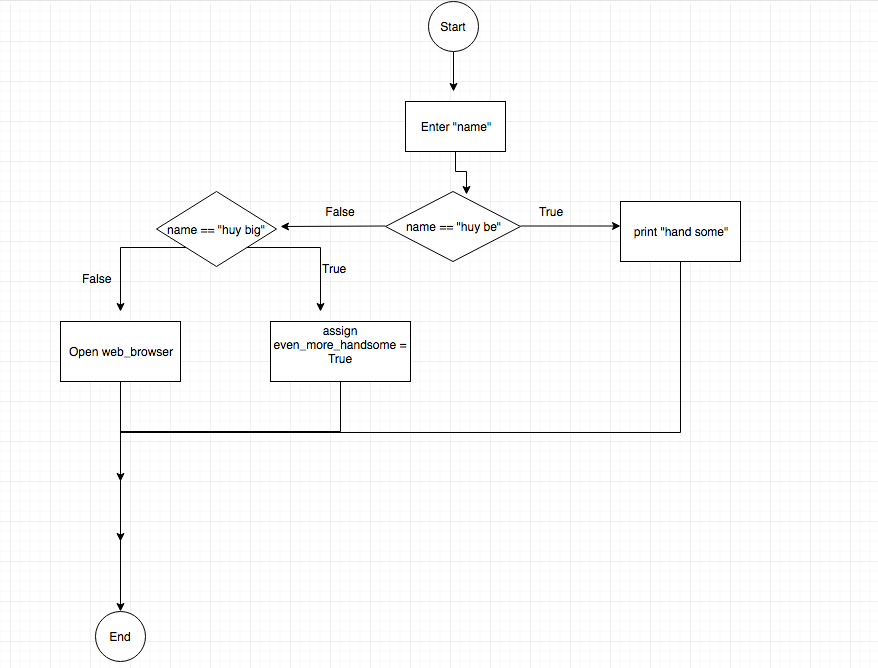 Start
Enter "name"
False
True
name == "huy big"
name == "huy be"
print "hand some"
False
True
Open web_browser
assign
even_more_handsome =
True
End